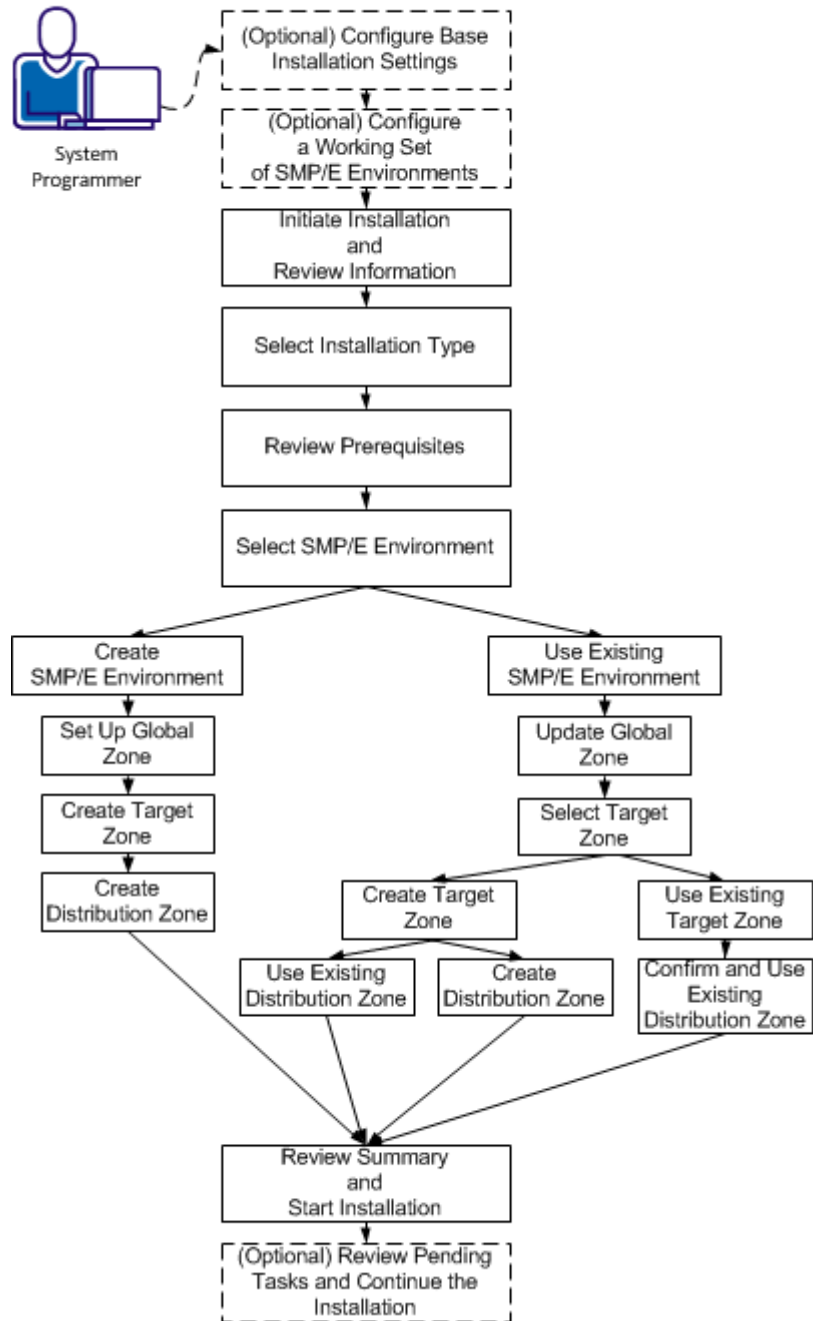 System
Programmer
(Optional) Configure Base
Installation Settings
(Optional) Configure
a Working Set
of SMP/E Environments
Initiate Installation
and
Review Information
Select Installation Type
Review Prerequisites
Select SMP/E Environment
Create
SMP/E Environment
Set Up Global
Zone
Create Target
Zone
Create
Distribution Zone
Use Existing
SMP/E Environment
Update Global
Zone
Select Target
Zone
Create Target
Zone
Use Existing
Distribution Zone
Create
Distribution Zone
Use Existing
Target Zone
Confirm and Use
Existing
Distribution Zone
Review Summary
and
Start Installation
(Optional) Review Pending
Tasks and Continue the
Installation